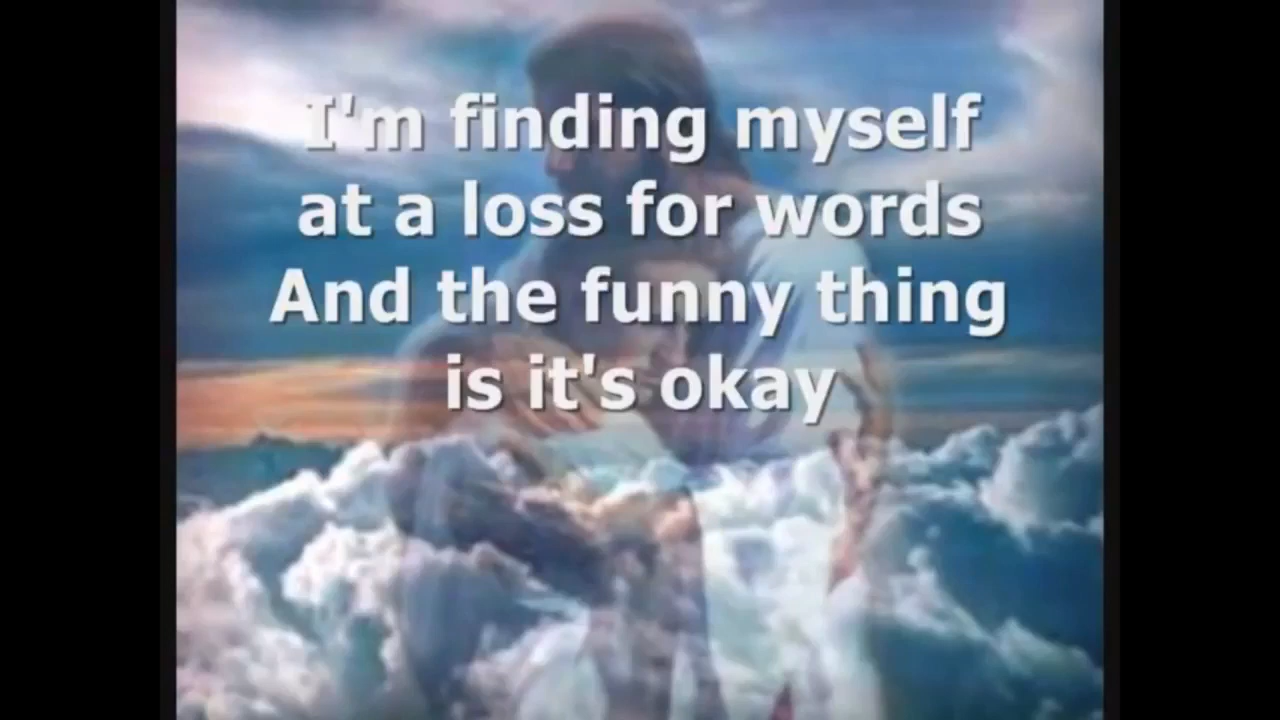 I'm finding myself
at a loss for words
And the funny thing
is it's okay